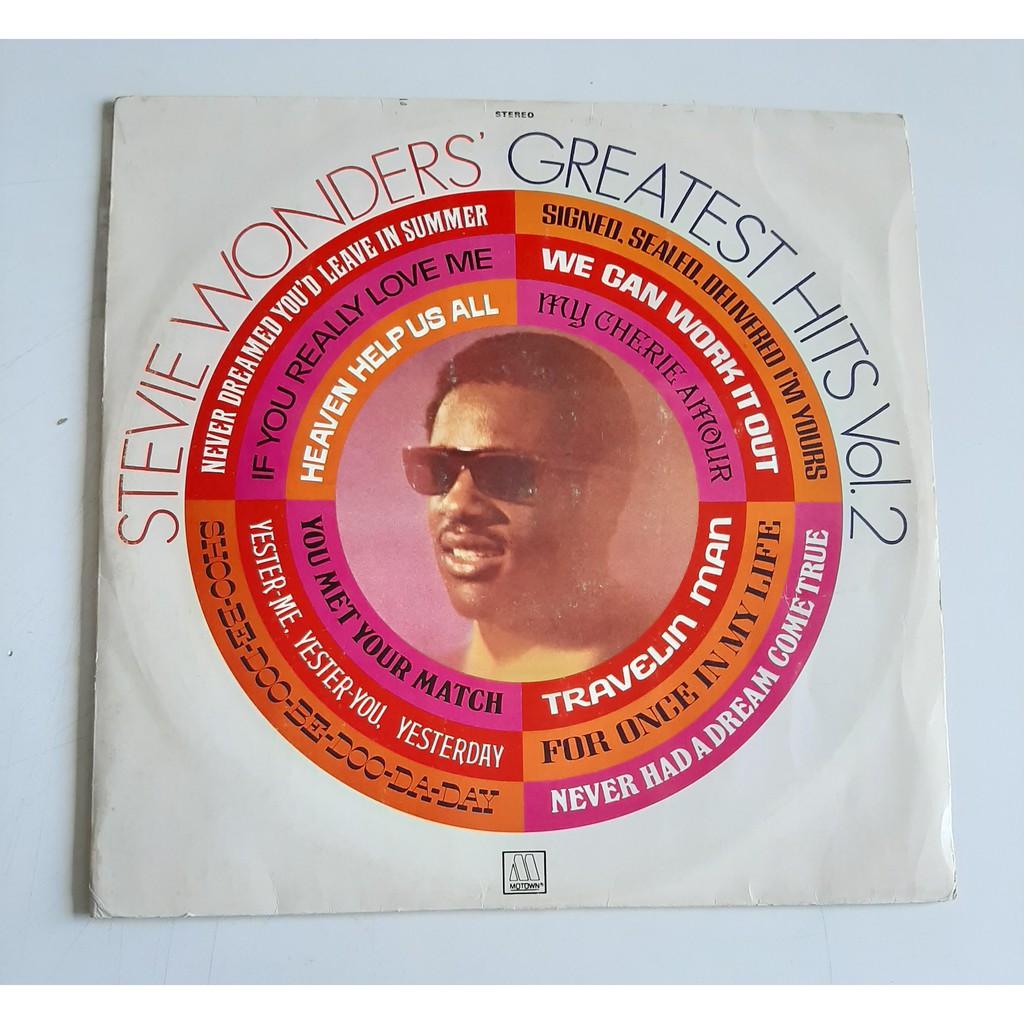 STEREO
STEVIE WONDERS' GREATEST HITS Vol. 2
NEVER DREAMED YOU'D LEAVE IN SUMMER
IF YOU REALLY LOVE ME
HEAVEN HELP US ALL
SIGNED, SEALED, DELIVERED I'M YOURS
WE CAN WORK IT OUT
MY CHERIE AMOUR
SHOO-BE-DOO-BE-DOO-DA-DAY
YESTER-ME, YESTER-YOU, YESTERDAY
YOU MET YOUR MATCH
TRAVELIN MAN
FOR ONCE IN MY LIFE
NEVER HAD A DREAM COME TRUE
MOTOWN®